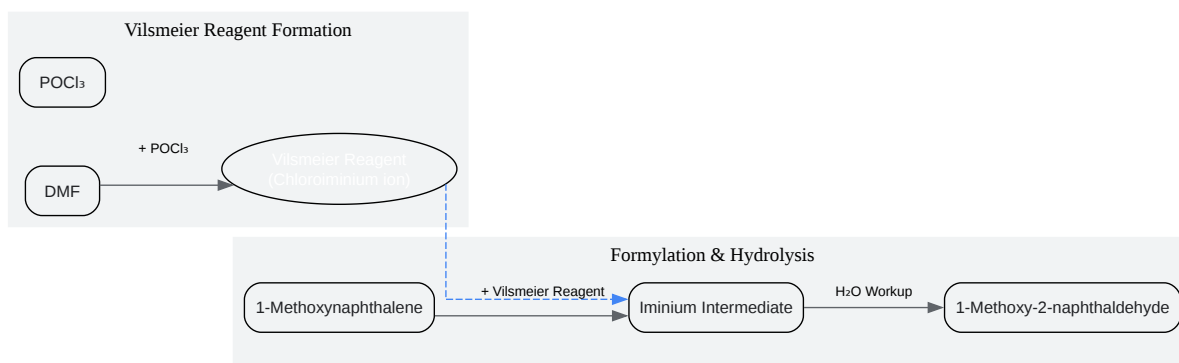 Vilsmeier Reagent Formation
POCl₃
+ POCl₃
Vilsmeier Reagent
(Chloroiminium ion)
DMF
Formylation & Hydrolysis
+ Vilsmeier Reagent
H₂O Workup
1-Methoxynaphthalene
Iminium Intermediate
1-Methoxy-2-naphthaldehyde